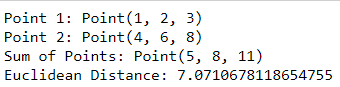 Point 1: Point(1, 2, 3)
Point 2: Point(4, 6, 8)
Sum of Points: Point(5, 8, 11)
Euclidean Distance: 7.0710678118654755